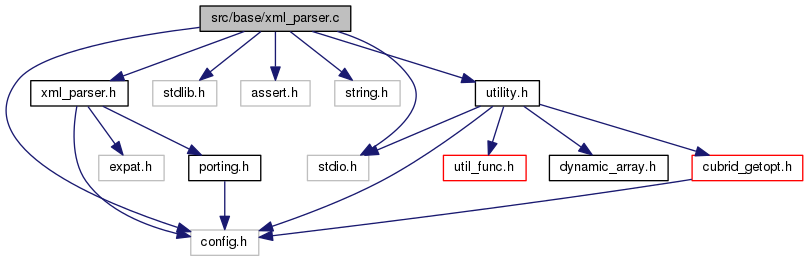 src/base/xml_parser.c
xml_parser.h
stdlib.h
assert.h
string.h
utility.h
expat.h
porting.h
stdio.h
util_func.h
dynamic_array.h
cubrid_getopt.h
config.h